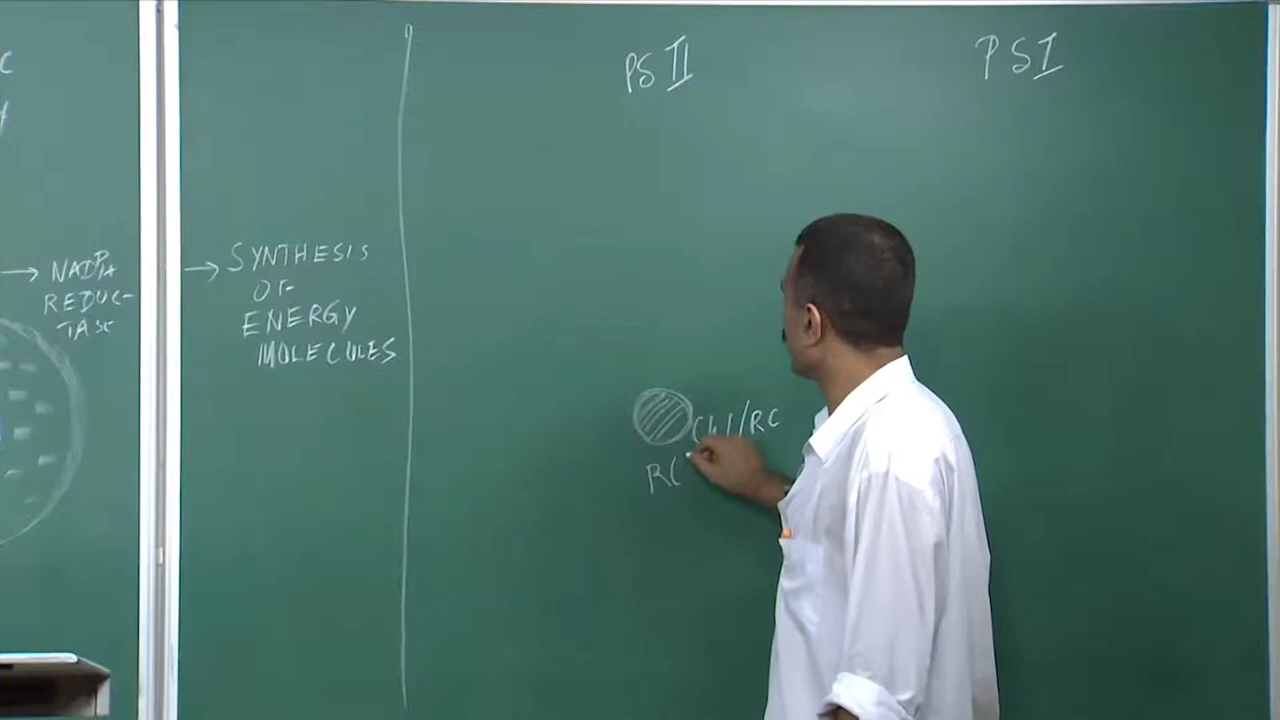 C
PS II
PS I
NADPH
REDUC-
TASE
→ SYNTHESIS
OF
ENERGY
MOLECULES
Chl/RC
RC